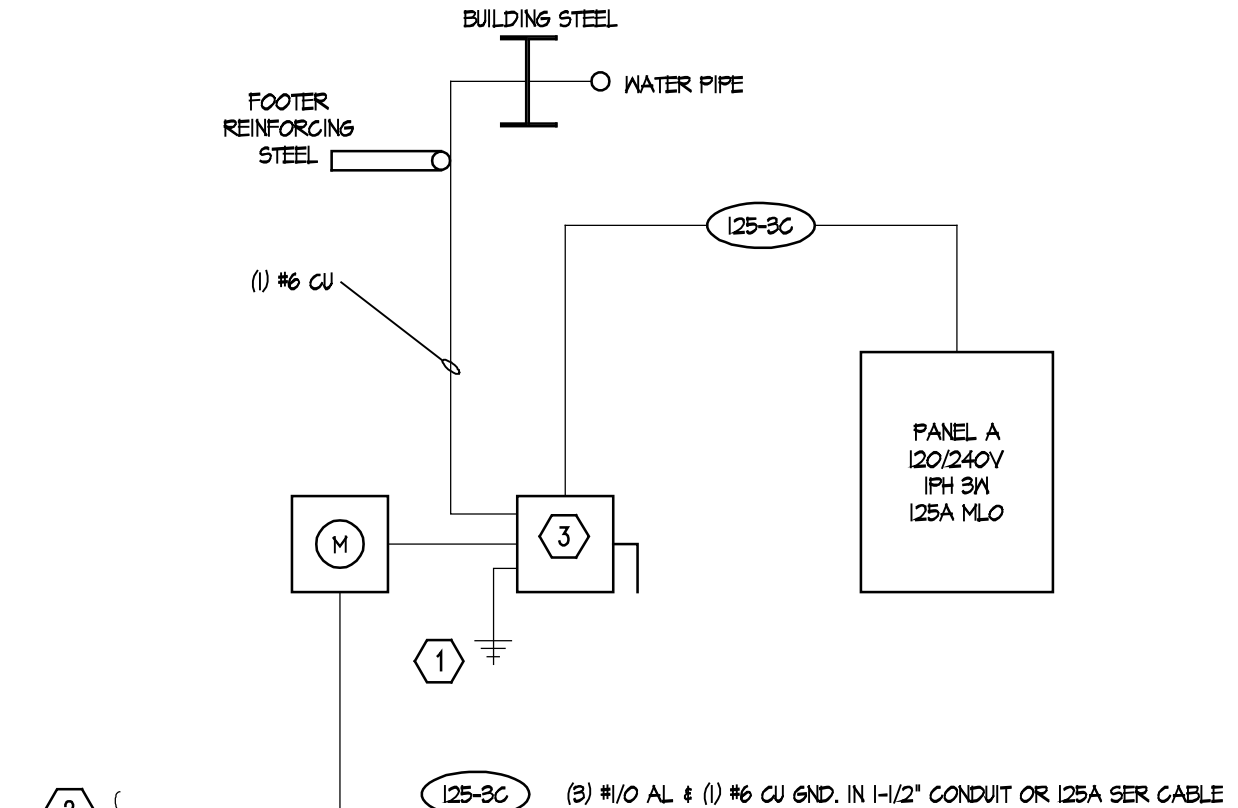 BUILDING STEEL
WATER PIPE
FOOTER
REINFORCING
STEEL
125-3C
(1) #6 CU
PANEL A
120/240V
1PH 3W
125A MLO
M
3
1
125-3C (3) #1/0 AL & (1) #6 CU GND. IN 1-1/2" CONDUIT OR 125A SER CABLE